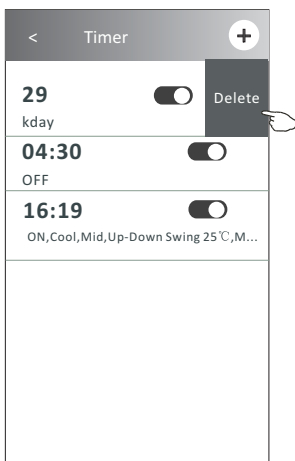 < Timer +
29 Delete
kday
04:30
OFF
16:19
ON,Cool,Mid,Up-Down Swing 25℃,M...